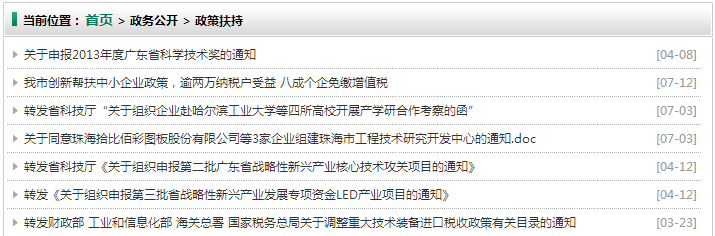 当前位置： 首页 > 政务公开 > 政策扶持
关于申报2013年度广东省科学技术奖的通知 [04-08]
我市创新帮扶中小企业政策，逾两万纳税户受益 八成个企免缴增值税 [07-12]
转发省科技厅“关于组织企业赴哈尔滨工业大学等四所高校开展产学研合作考察的函” [07-03]
关于同意珠海拾比佰彩图板股份有限公司等3家企业组建珠海市工程技术研究开发中心的通知.doc [07-03]
转发省科技厅《关于组织申报第二批广东省战略性新兴产业核心技术攻关项目的通知》 [04-12]
转发《关于组织申报第三批省战略性新兴产业发展专项资金LED产业项目的通知》 [04-12]
转发财政部 工业和信息化部 海关总署 国家税务总局关于调整重大技术装备进口税收政策有关目录的通知 [03-23]